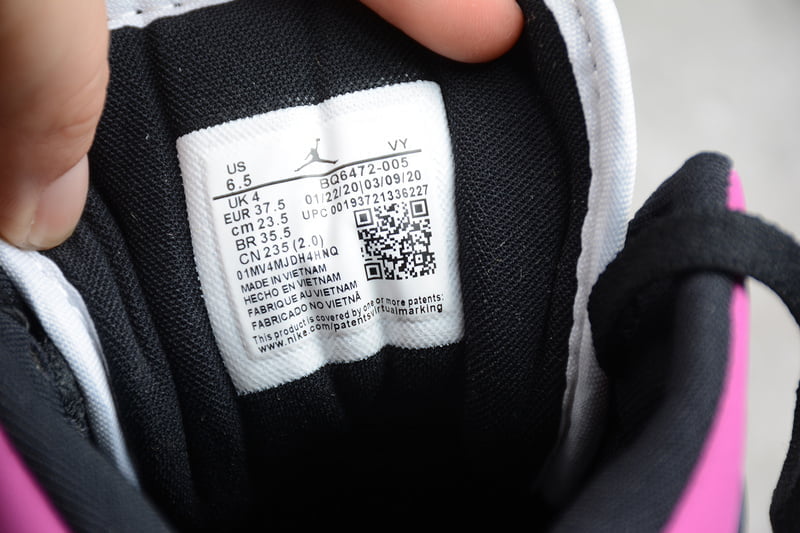 US VY
6.5 BQ6472-005
UK 4 01/22/20|03/09/20
EUR 37.5 UPC 00193721336227
cm 23.5
BR 35.5
CN 235 (2.0)
01MV4MJDH4HNQ
MADE IN VIETNAM
HECHO EN VIETNAM
FABRIQUE AU VIETNAM
FABRICADO NO VIETNÃ
This product is covered by one or more patents:
www.nike.com/patentsvirtualmarking